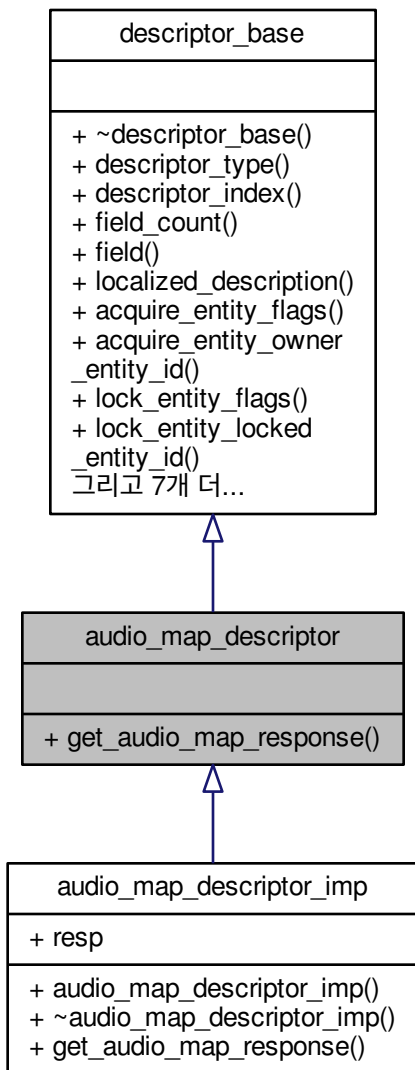 descriptor_base
+ ~descriptor_base()
+ descriptor_type()
+ descriptor_index()
+ field_count()
+ field()
+ localized_description()
+ acquire_entity_flags()
+ acquire_entity_owner
_entity_id()
+ lock_entity_flags()
+ lock_entity_locked
_entity_id()
그리고 7개 더...
audio_map_descriptor
+ get_audio_map_response()
audio_map_descriptor_imp
+ resp
+ audio_map_descriptor_imp()
+ ~audio_map_descriptor_imp()
+ get_audio_map_response()